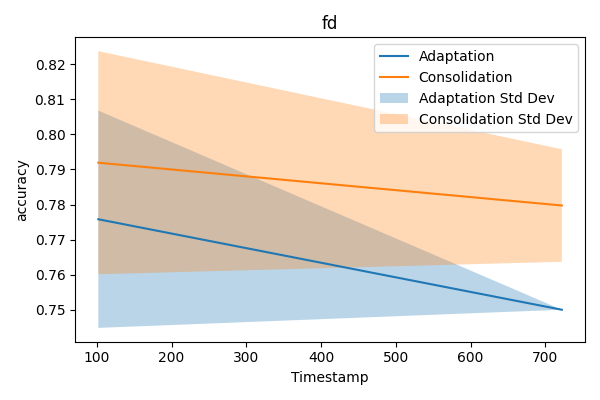 fd
0.82
0.81
0.80
0.79
0.78
0.77
0.76
0.75
accuracy
Adaptation
Consolidation
Adaptation Std Dev
Consolidation Std Dev
100 200 300 400 500 600 700
Timestamp